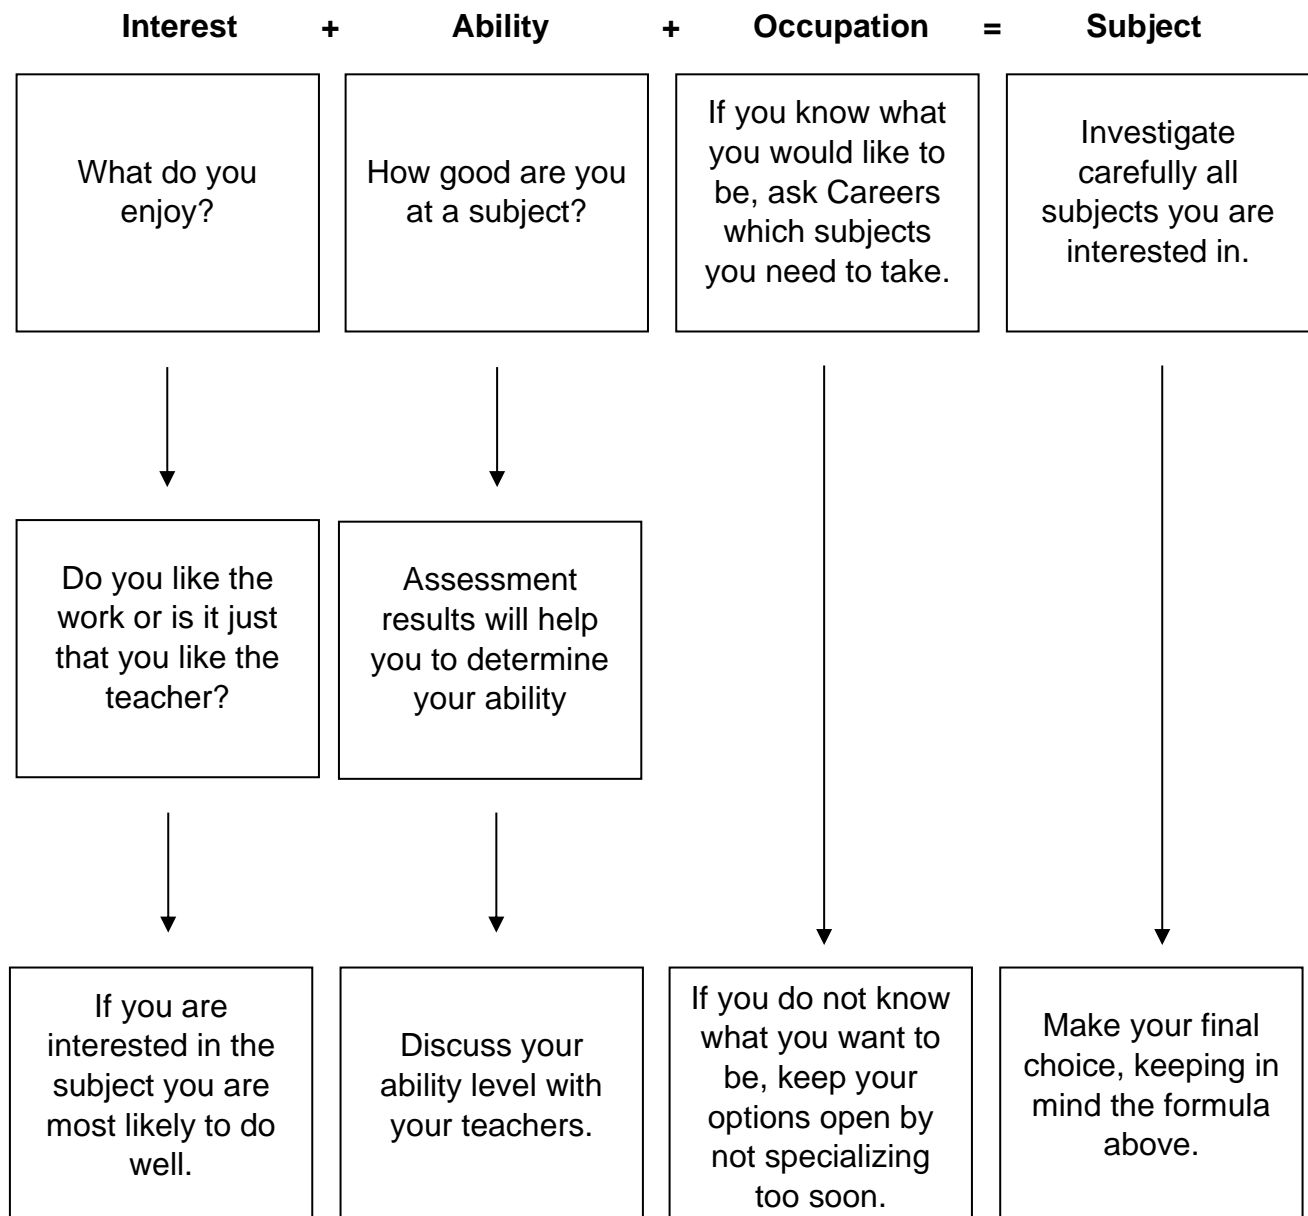 Interest + Ability + Occupation = Subject
What do you
enjoy?
How good are you
at a subject?
If you know what
you would like to
be, ask Careers
which subjects
you need to take.
Investigate
carefully all
subjects you are
interested in.
Do you like the
work or is it just
that you like the
teacher?
Assessment
results will help
you to determine
your ability
If you are
interested in the
subject you are
most likely to do
well.
Discuss your
ability level with
your teachers.
If you do not know
what you want to
be, keep your
options open by
not specializing
too soon.
Make your final
choice, keeping in
mind the formula
above.